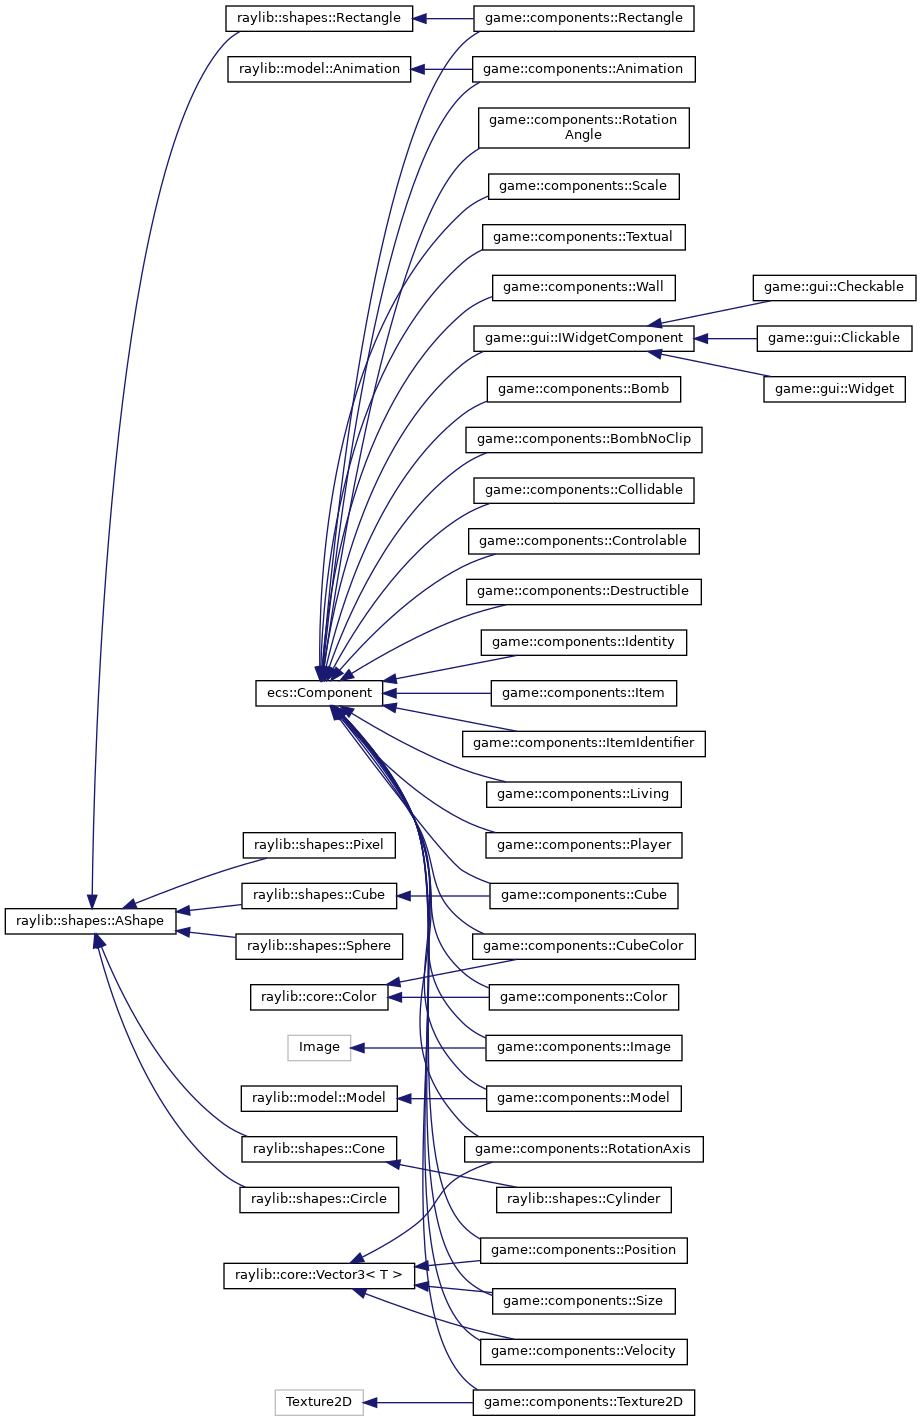 raylib::shapes::Rectangle
game::components::Rectangle
raylib::model::Animation
game::components::Animation
game::components::Rotation
Angle
game::components::Scale
game::components::Textual
game::components::Wall
game::gui::Checkable
game::gui::IWidgetComponent
game::gui::Clickable
game::components::Bomb
game::gui::Widget
game::components::BombNoClip
game::components::Collidable
game::components::Controlable
game::components::Destructible
game::components::Identity
ecs::Component
game::components::Item
game::components::ItemIdentifier
game::components::Living
raylib::shapes::Pixel
game::components::Player
raylib::shapes::Cube
game::components::Cube
raylib::shapes::AShape
raylib::shapes::Sphere
game::components::CubeColor
raylib::core::Color
game::components::Color
Image
game::components::Image
raylib::model::Model
game::components::Model
raylib::shapes::Cone
game::components::RotationAxis
raylib::shapes::Circle
raylib::shapes::Cylinder
game::components::Position
raylib::core::Vector3< T >
game::components::Size
game::components::Velocity
Texture2D
game::components::Texture2D